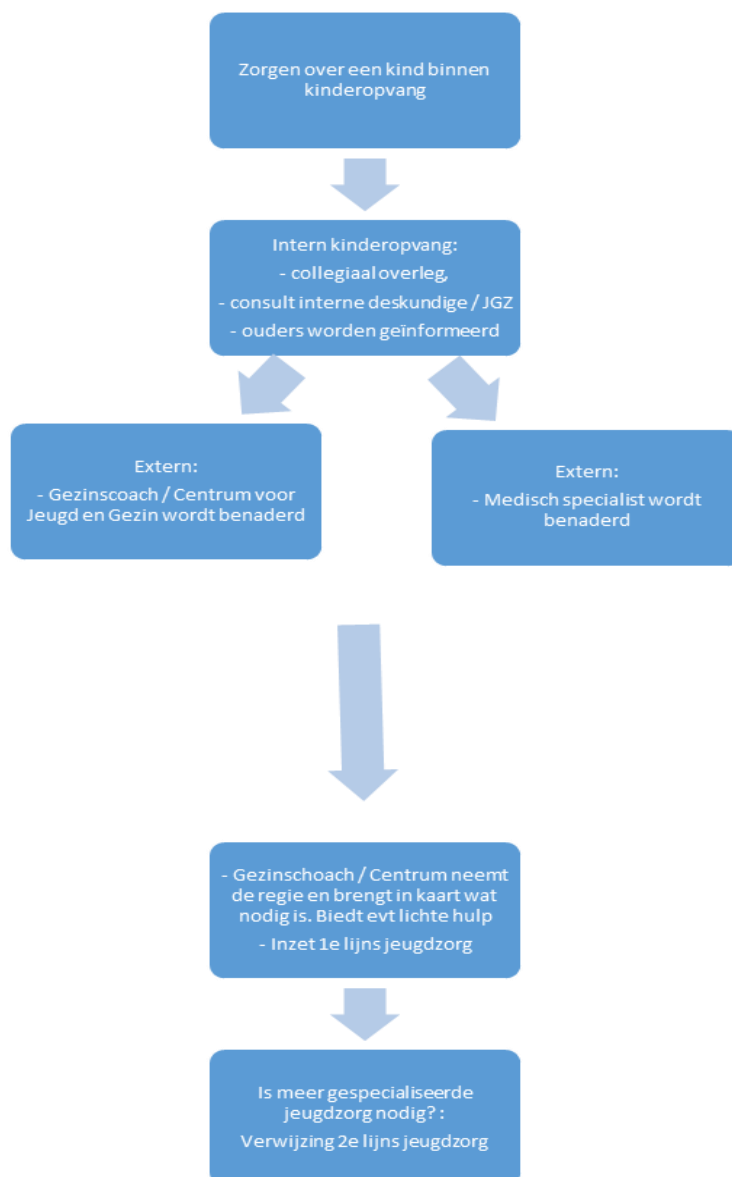 Zorgen over een kind binnen
kinderopvang
Intern kinderopvang:
- collegiaal overleg,
- consult interne deskundige / JGZ
- ouders worden geïnformeerd
Extern:
- Gezinscoach / Centrum voor
Jeugd en Gezin wordt benaderd
Extern:
- Medisch specialist wordt
benaderd
- Gezinschoach / Centrum neemt
de regie en brengt in kaart wat
nodig is. Biedt evt lichte hulp
- Inzet 1e lijns jeugdzorg
Is meer gespecialiseerde
jeugdzorg nodig? :
Verwijzing 2e lijns jeugdzorg